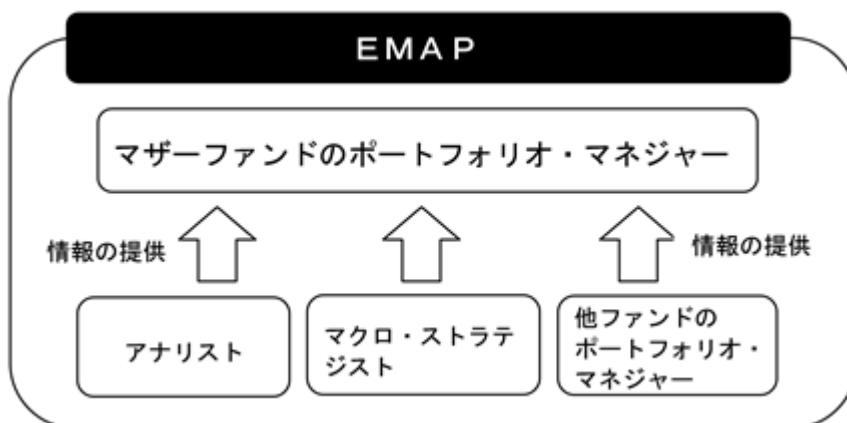 ＥＭＡＰ
マザーファンドのポートフォリオ・マネジャー
情報の提供
情報の提供
アナリスト
マクロ・ストラテ
ジスト
他ファンドの
ポートフォリオ・
マネジャー